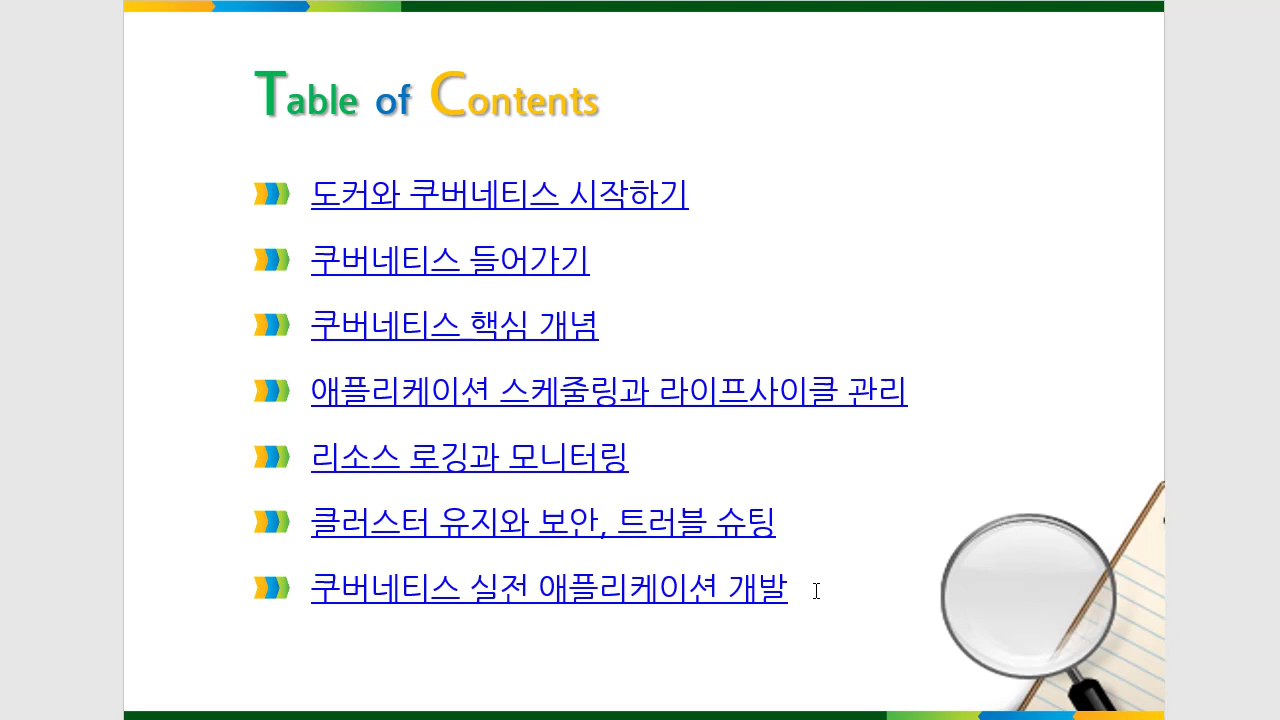 Table of Contents
도커와 쿠버네티스 시작하기
쿠버네티스 들어가기
쿠버네티스_핵심 개념
애플리케이션 스케줄링과 라이프사이클 관리
리소스 로깅과 모니터링
클러스터 유지와 보안, 트러블 슈팅
쿠버네티스 실전 애플리케이션 개발